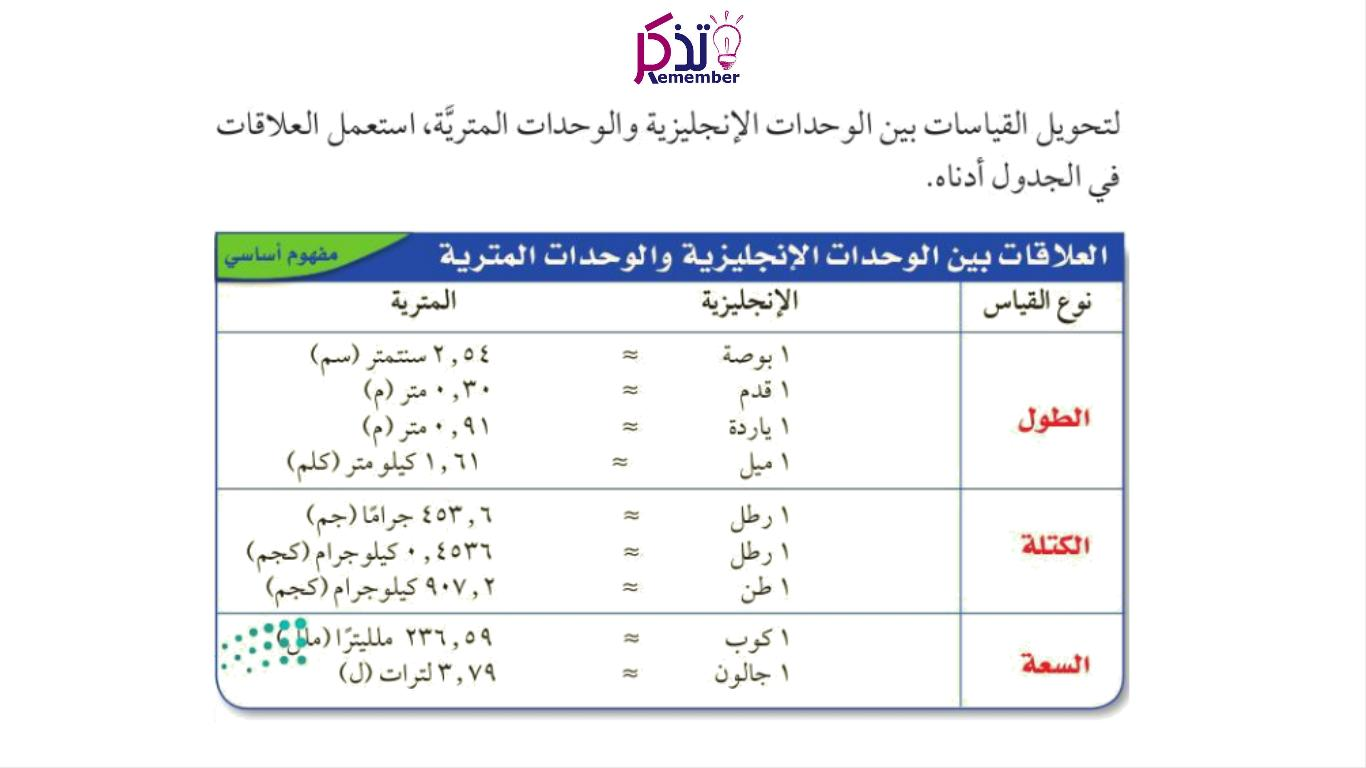 تذكر
Remember
لتحويل القياسات بين الوحدات الإنجليزية والوحدات المتريَّة، استعمل العلاقات
في الجدول أدناه.
العلاقات بين الوحدات الإنجليزية والوحدات المترية مفهوم أساسي
نوع القياس الإنجليزية المترية
الطول
١ بوصة ≈ ٢,٥٤ سنتمتر (سم)
١ قدم ≈ ٠,٣٠ متر (م)
١ ياردة ≈ ٠,٩١ متر (م)
١ ميل ≈ ١,٦١ كيلو متر (كلم)
الكتلة
١ رطل ≈ ٤٥٣,٦ جرامًا (جم)
١ رطل ≈ ٠,٤٥٣٦ كيلوجرام (كجم)
١ طن ≈ ٩٠٧,٢ كيلوجرام (كجم)
السعة
١ كوب ≈ ٢٣٦,٥٩ ملليترًا (ملل)
١ جالون ≈ ٣,٧٩ لترات (ل)